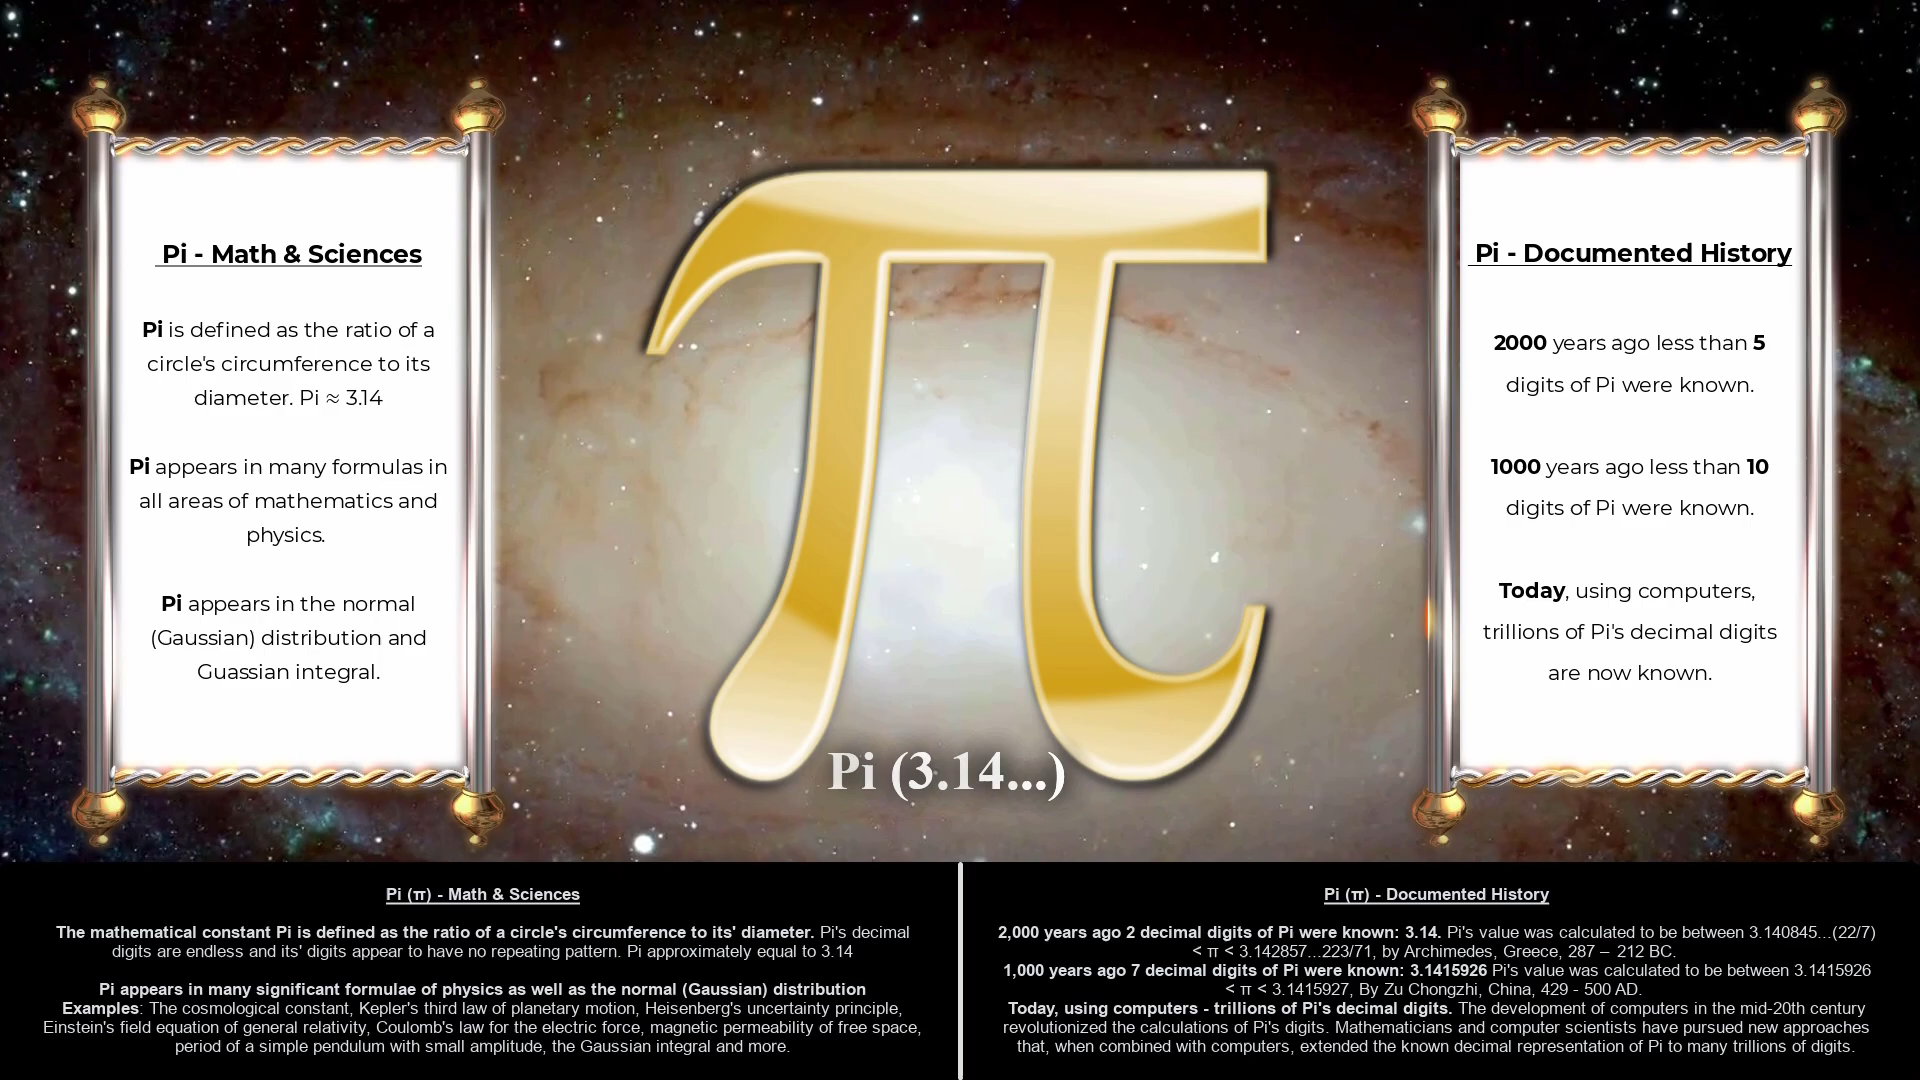 Pi - Math & Sciences
Pi is defined as the ratio of a
circle's circumference to its
diameter. Pi ≈ 3.14
Pi appears in many formulas in
all areas of mathematics and
physics.
Pi appears in the normal
(Gaussian) distribution and
Guassian integral.
π
Pi (3.14...)
Pi - Documented History
2000 years ago less than 5
digits of Pi were known.
1000 years ago less than 10
digits of Pi were known.
Today, using computers,
trillions of Pi's decimal digits
are now known.
Pi (π) - Math & Sciences
The mathematical constant Pi is defined as the ratio of a circle's circumference to its' diameter. Pi's decimal
digits are endless and its' digits appear to have no repeating pattern. Pi approximately equal to 3.14
Pi appears in many significant formulae of physics as well as the normal (Gaussian) distribution
Examples: The cosmological constant, Kepler's third law of planetary motion, Heisenberg's uncertainty principle,
Einstein's field equation of general relativity, Coulomb's law for the electric force, magnetic permeability of free space,
period of a simple pendulum with small amplitude, the Gaussian integral and more.
Pi (π) - Documented History
2,000 years ago 2 decimal digits of Pi were known: 3.14. Pi's value was calculated to be between 3.140845...(22/7)
< π < 3.142857...223/71, by Archimedes, Greece, 287 – 212 BC.
1,000 years ago 7 decimal digits of Pi were known: 3.1415926 Pi's value was calculated to be between 3.1415926
< π < 3.1415927, By Zu Chongzhi, China, 429 - 500 AD.
Today, using computers - trillions of Pi's decimal digits. The development of computers in the mid-20th century
revolutionized the calculations of Pi's digits. Mathematicians and computer scientists have pursued new approaches
that, when combined with computers, extended the known decimal representation of Pi to many trillions of digits.